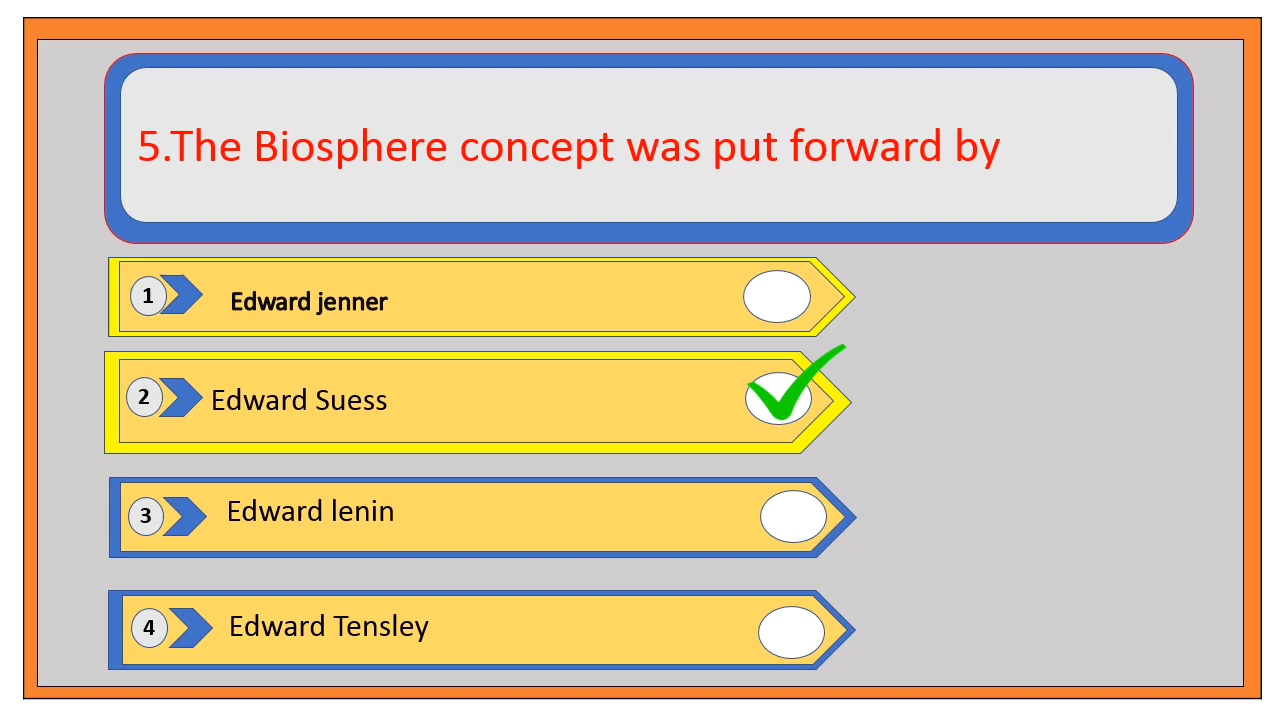 5.The Biosphere concept was put forward by
1 Edward jenner
2 Edward Suess
3 Edward lenin
4 Edward Tensley